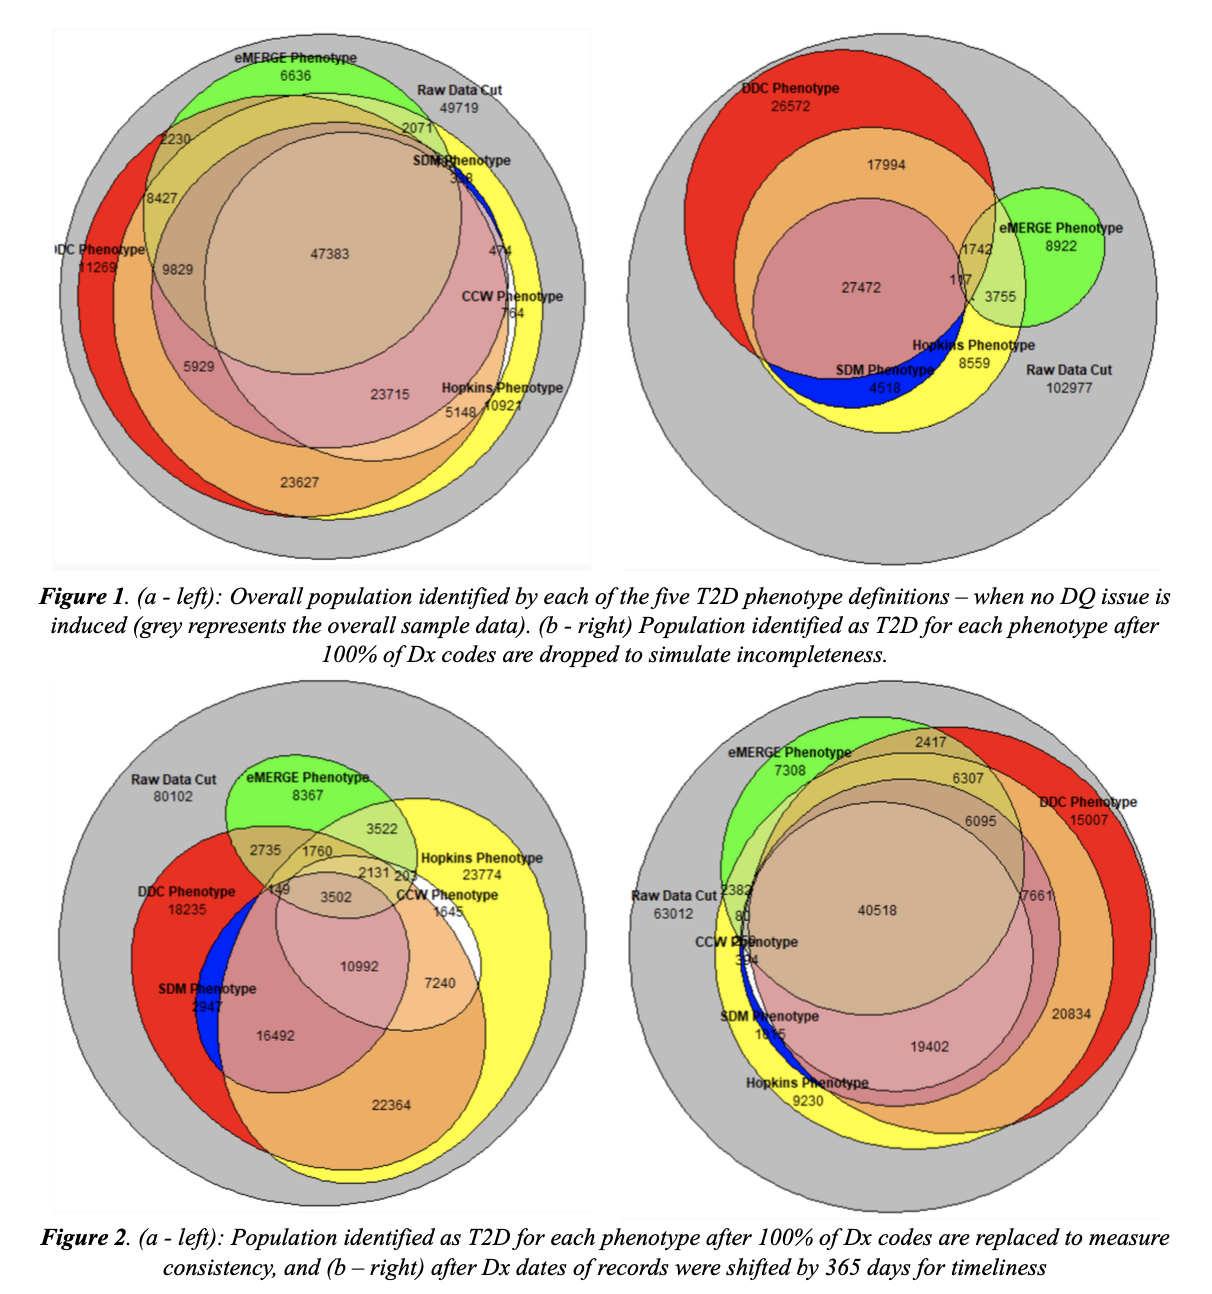 eMERGE Phenotype
6636
Raw Data Cut
49719
2071
2230
SDM Phenotype
8427
DC Phenotype
11269
9829
47383
474
CCW Phenotype
764
5929
23715
Hopkins Phenotype
5148
10921
23627
DDC Phenotype
26572
17994
eMERGE Phenotype
8922
1742
117
27472
3755
Hopkins Phenotype
8559
SDM Phenotype
4518
Raw Data Cut
102977
Figure 1. (a - left): Overall population identified by each of the five T2D phenotype definitions – when no DQ issue is
induced (grey represents the overall sample data). (b - right) Population identified as T2D for each phenotype after
100% of Dx codes are dropped to simulate incompleteness.
Raw Data Cut
80102
eMERGE Phenotype
8367
3522
2735
1760
Hopkins Phenotype
23774
2131
203
DDC Phenotype
18235
149
3502
CCW Phenotype
1645
10992
7240
SDM Phenotype
2947
16492
22364
2417
eMERGE Phenotype
7308
6307
DDC Phenotype
15007
6095
Raw Data Cut
63012
2382
7661
80
40518
CCW Phenotype
394
SDM Phenotype
1815
20834
19402
Hopkins Phenotype
9230
Figure 2. (a - left): Population identified as T2D for each phenotype after 100% of Dx codes are replaced to measure
consistency, and (b – right) after Dx dates of records were shifted by 365 days for timeliness